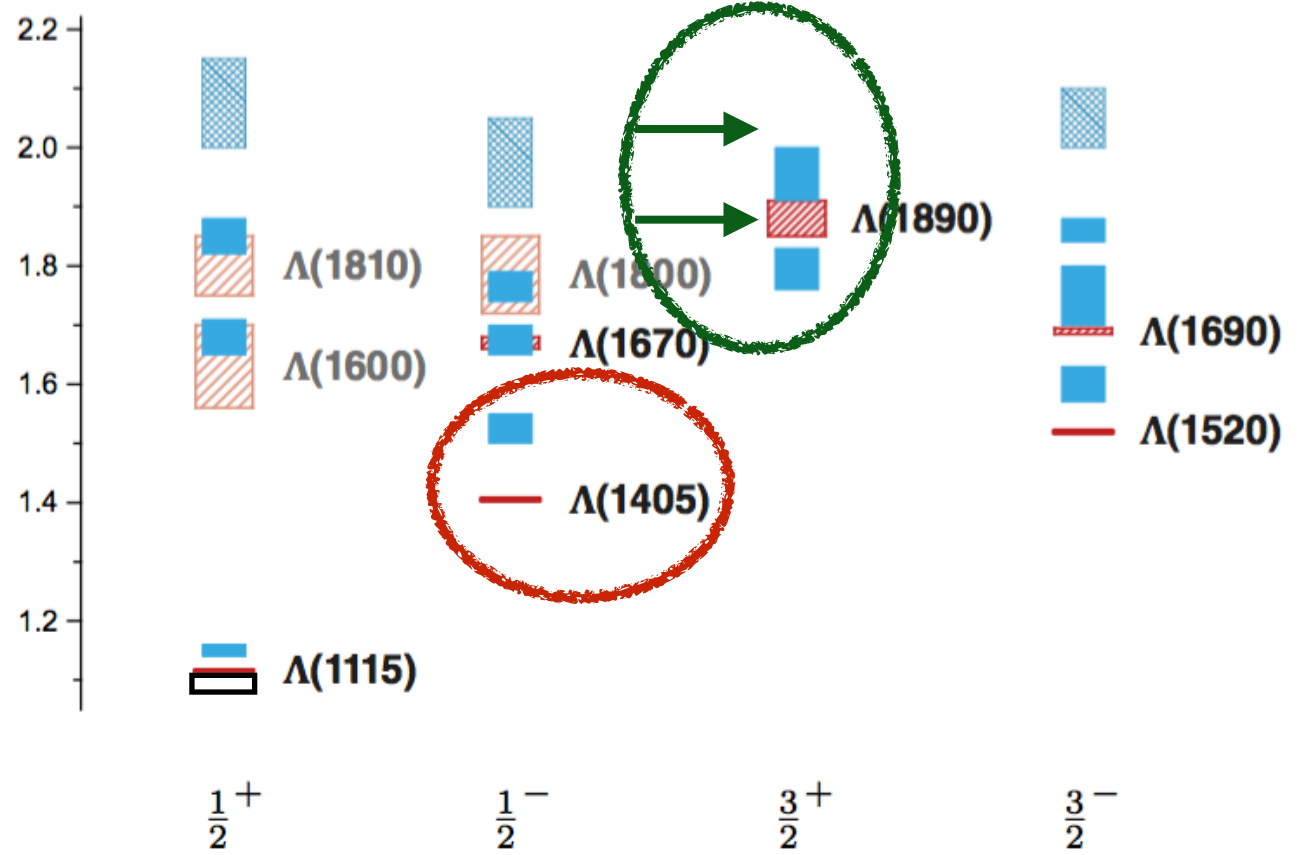 2.2
2.0
Λ(1890)
1.8
Λ(1810)
Λ(1800)
Λ(1670)
Λ(1690)
Λ(1600)
1.6
Λ(1520)
1.4
Λ(1405)
1.2
Λ(1115)
1/2 + 1/2 − 3/2 + 3/2 −